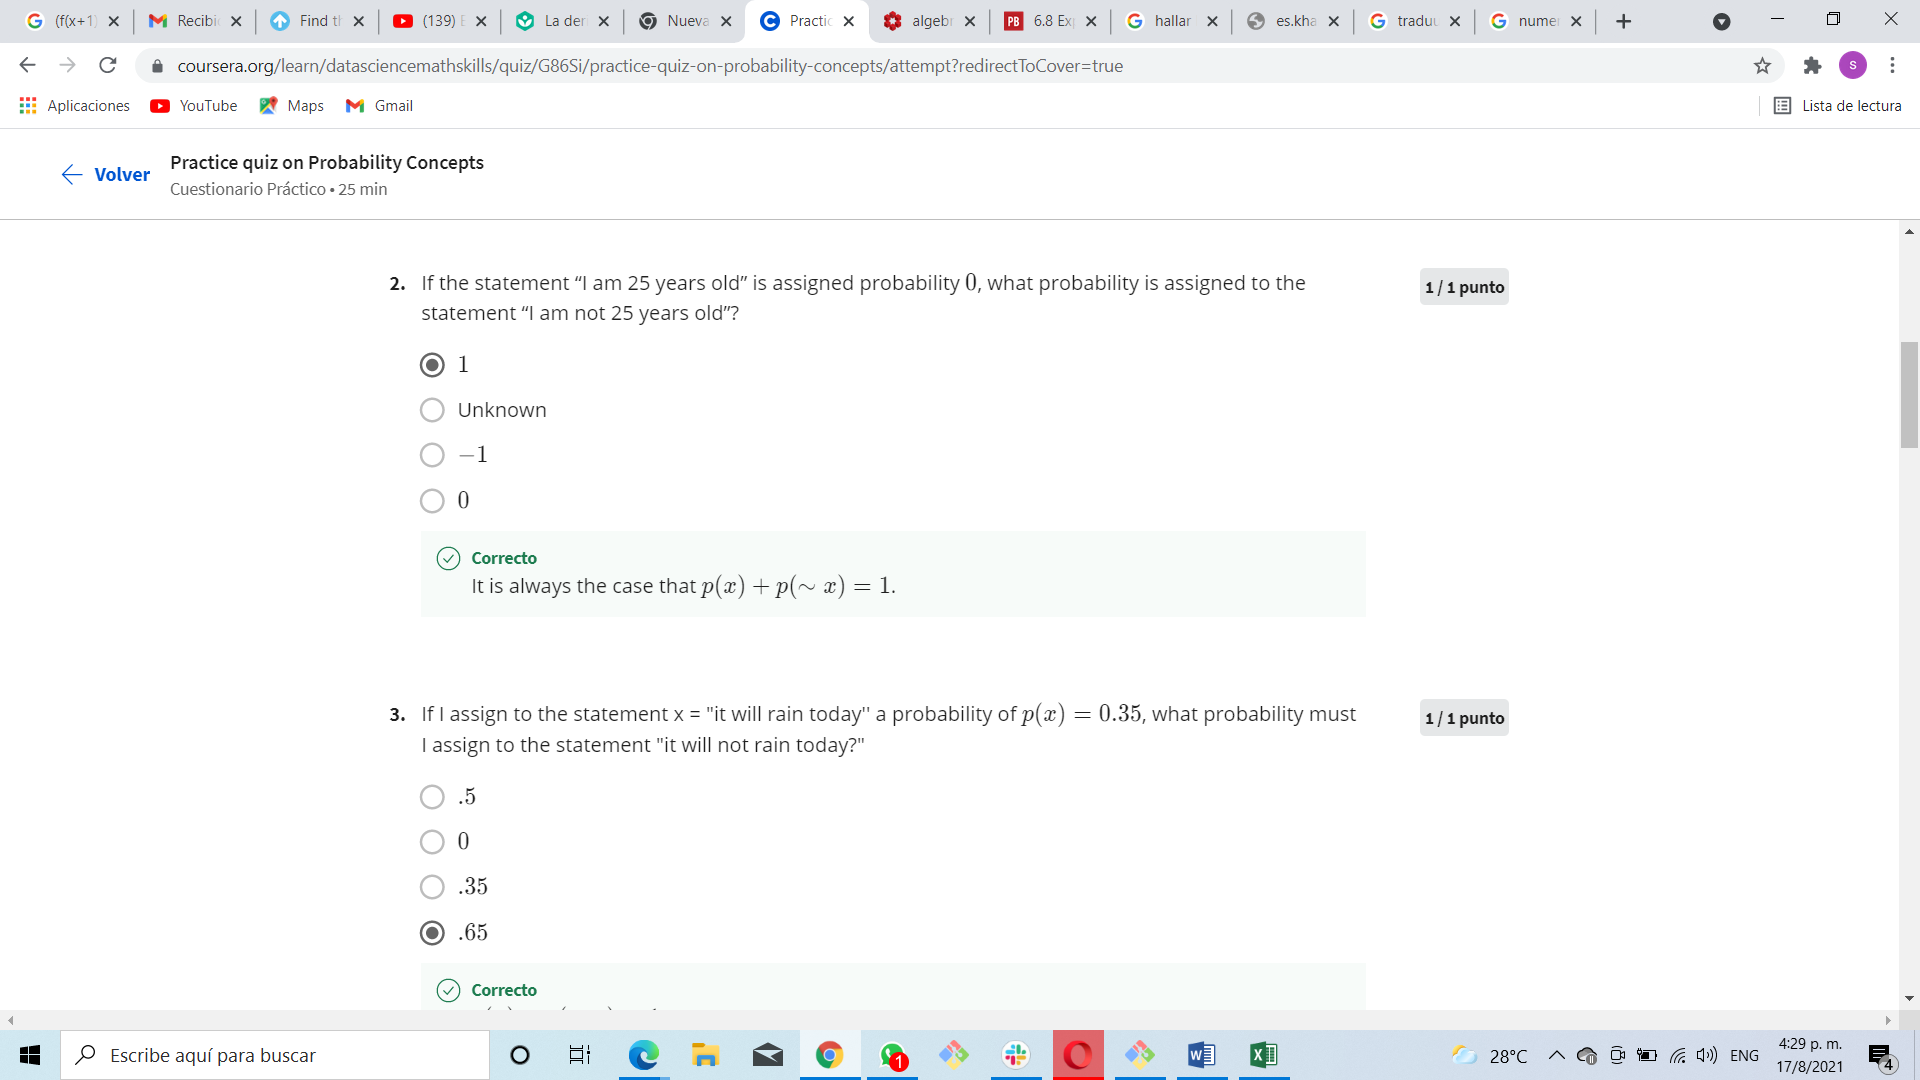 (f(x+1)
Recibi
Find th
(139) E
La deri
Nueva
Practic
algebr
6.8 Exp
hallar
es.kha
traduc
numer
coursera.org/learn/datasciencemathskills/quiz/G86Si/practice-quiz-on-probability-concepts/attempt?redirectToCover=true
S
Aplicaciones
YouTube
Maps
Gmail
Lista de lectura
Volver
Practice quiz on Probability Concepts
Cuestionario Práctico • 25 min
2. If the statement “I am 25 years old” is assigned probability 0, what probability is assigned to the
statement “I am not 25 years old”?
1 / 1 punto
1
Unknown
−1
0
Correcto
It is always the case that p(x) + p(∼ x) = 1.
3. If I assign to the statement x = "it will rain today'' a probability of p(x) = 0.35, what probability must
I assign to the statement "it will not rain today?"
1 / 1 punto
.5
0
.35
.65
Correcto
Escribe aquí para buscar
1
28°C
ENG
4:29 p. m.
17/8/2021
4